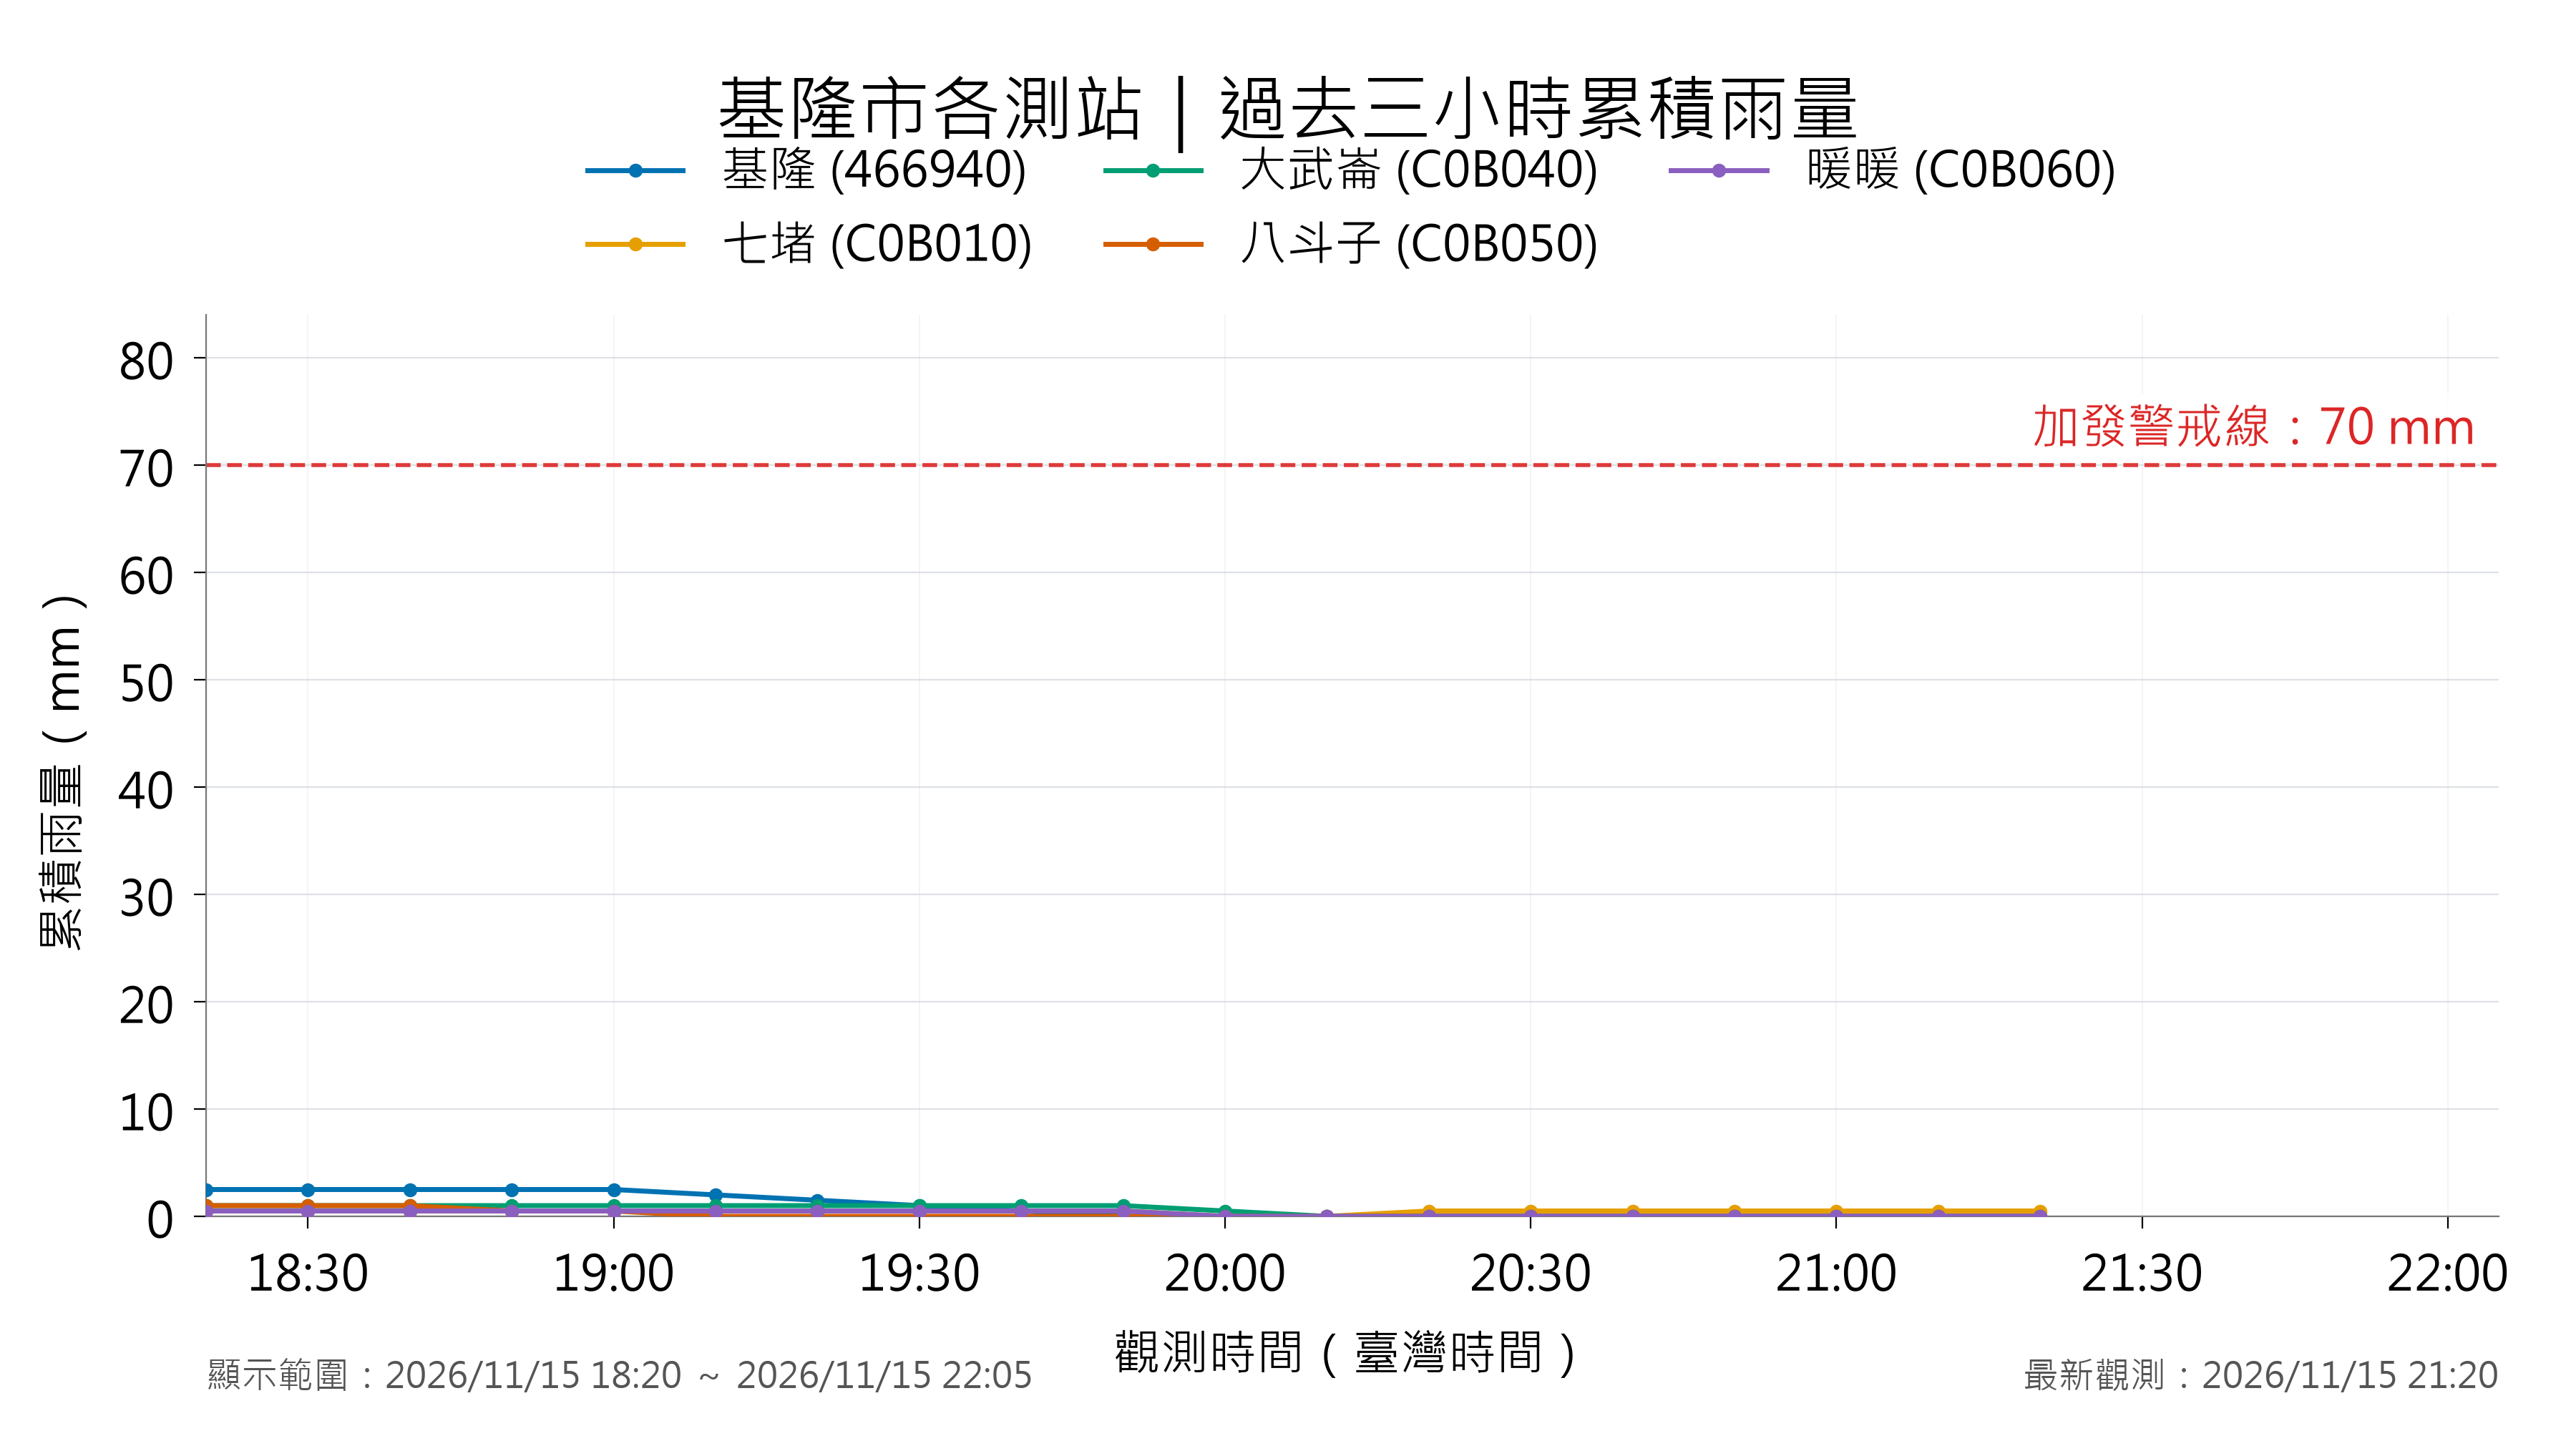 基隆市各測站｜過去三小時累積雨量
基隆 (466940)
大武崙 (C0B040)
暖暖 (C0B060)
七堵 (C0B010)
八斗子 (C0B050)
加發警戒線：70 mm
80
70
60
50
40
30
20
10
0
累積雨量（mm）
18:30 19:00 19:30 20:00 20:30 21:00 21:30 22:00
觀測時間（臺灣時間）
顯示範圍：2026/11/15 18:20 ~ 2026/11/15 22:05
最新觀測：2026/11/15 21:20